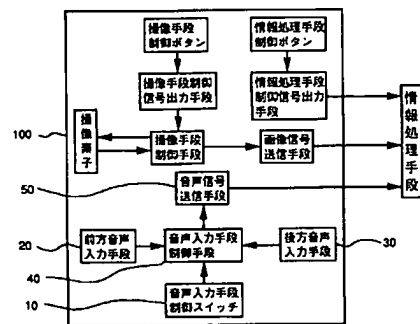 撮像手段
制御ボタン
情報処理手段
制御ボタン
撮像手段制御
信号出力手段
情報処理手段
制御信号出力
手段
100
撮像素子
撮像手段
制御手段
画像信号
送信手段
情報処理手段
50
音声信号
送信手段
20
前方音声
入力手段
音声入力手段
制御手段
後方音声
入力手段
30
40
10
音声入力手段
制御スイッチ